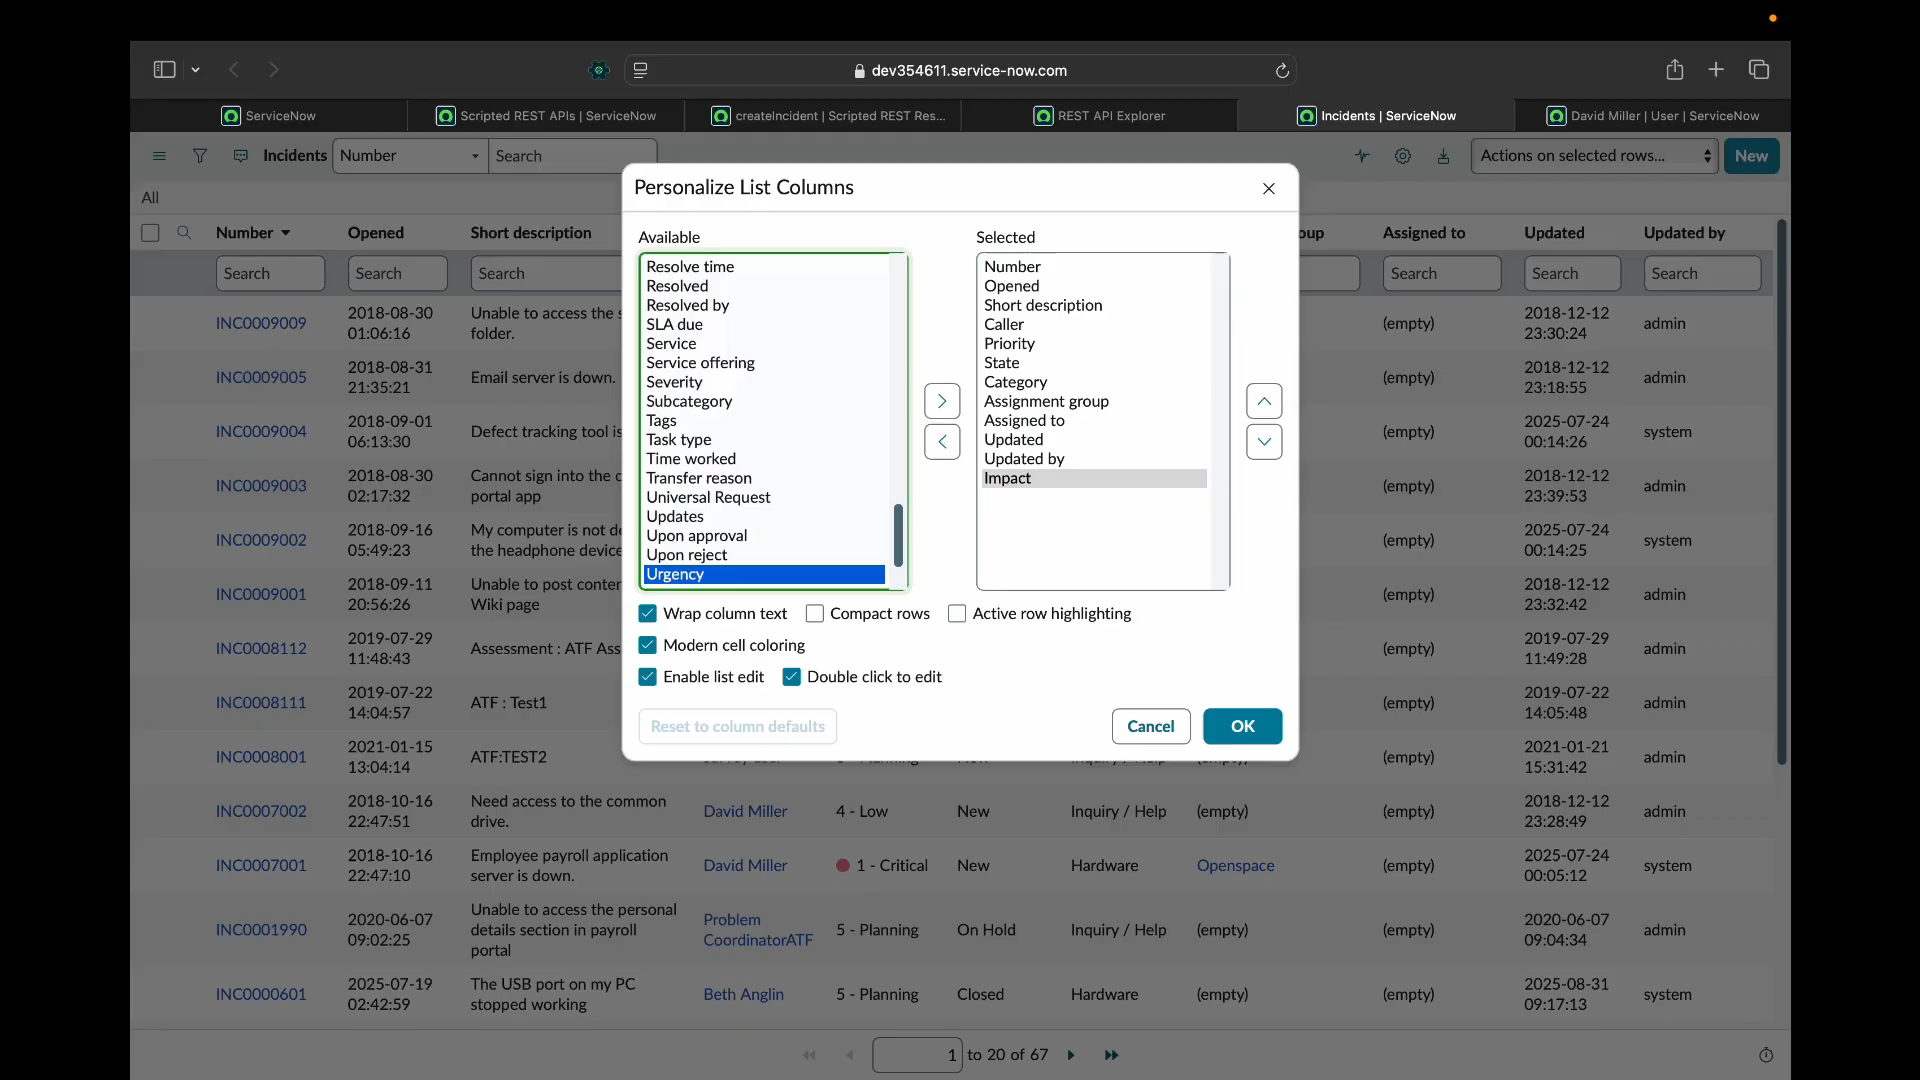 dev354611.service-now.com
ServiceNow
Scripted REST APIs | ServiceNow
createIncident | Scripted REST Res...
REST API Explorer
Incidents | ServiceNow
David Miller | User | ServiceNow
Incidents Number Search
Actions on selected rows... New
All
Personalize List Columns
Available
Resolve time
Resolved
Resolved by
SLA due
Service
Service offering
Severity
Subcategory
Tags
Task type
Time worked
Transfer reason
Universal Request
Updates
Upon approval
Upon reject
Urgency
Selected
Number
Opened
Short description
Caller
Priority
State
Category
Assignment group
Assigned to
Updated
Updated by
Impact
Wrap column text Compact rows Active row highlighting
Modern cell coloring
Enable list edit Double click to edit
Reset to column defaults Cancel OK
Number Opened Short description oup Assigned to Updated Updated by
Search Search Search Search Search Search
INC0009009 2018-08-30 01:06:16 Unable to access the s folder. (empty) 2018-12-12 23:30:24 admin
INC0009005 2018-08-31 21:35:21 Email server is down. (empty) 2018-12-12 23:18:55 admin
INC0009004 2018-09-01 06:13:30 Defect tracking tool is (empty) 2025-07-24 00:14:26 system
INC0009003 2018-08-30 02:17:32 Cannot sign into the c portal app (empty) 2018-12-12 23:39:53 admin
INC0009002 2018-09-16 05:49:23 My computer is not de the headphone device (empty) 2025-07-24 00:14:25 system
INC0009001 2018-09-11 20:56:26 Unable to post conter Wiki page (empty) 2018-12-12 23:32:42 admin
INC0008112 2019-07-29 11:48:43 Assessment : ATF Ass (empty) 2019-07-29 11:49:28 admin
INC0008111 2019-07-22 14:04:57 ATF : Test1 (empty) 2019-07-22 14:05:48 admin
INC0008001 2021-01-15 13:04:14 ATF:TEST2 (empty) 2021-01-21 15:31:42 admin
INC0007002 2018-10-16 22:47:51 Need access to the common drive. David Miller 4 - Low New Inquiry / Help (empty) (empty) 2018-12-12 23:28:49 admin
INC0007001 2018-10-16 22:47:10 Employee payroll application server is down. David Miller 1 - Critical New Hardware Openspace (empty) 2025-07-24 00:05:12 system
INC0001990 2020-06-07 09:02:25 Unable to access the personal details section in payroll portal Problem CoordinatorATF 5 - Planning On Hold Inquiry / Help (empty) (empty) 2020-06-07 09:04:34 admin
INC0000601 2025-07-19 02:42:59 The USB port on my PC stopped working Beth Anglin 5 - Planning Closed Hardware (empty) (empty) 2025-08-31 09:17:13 system
1 to 20 of 67